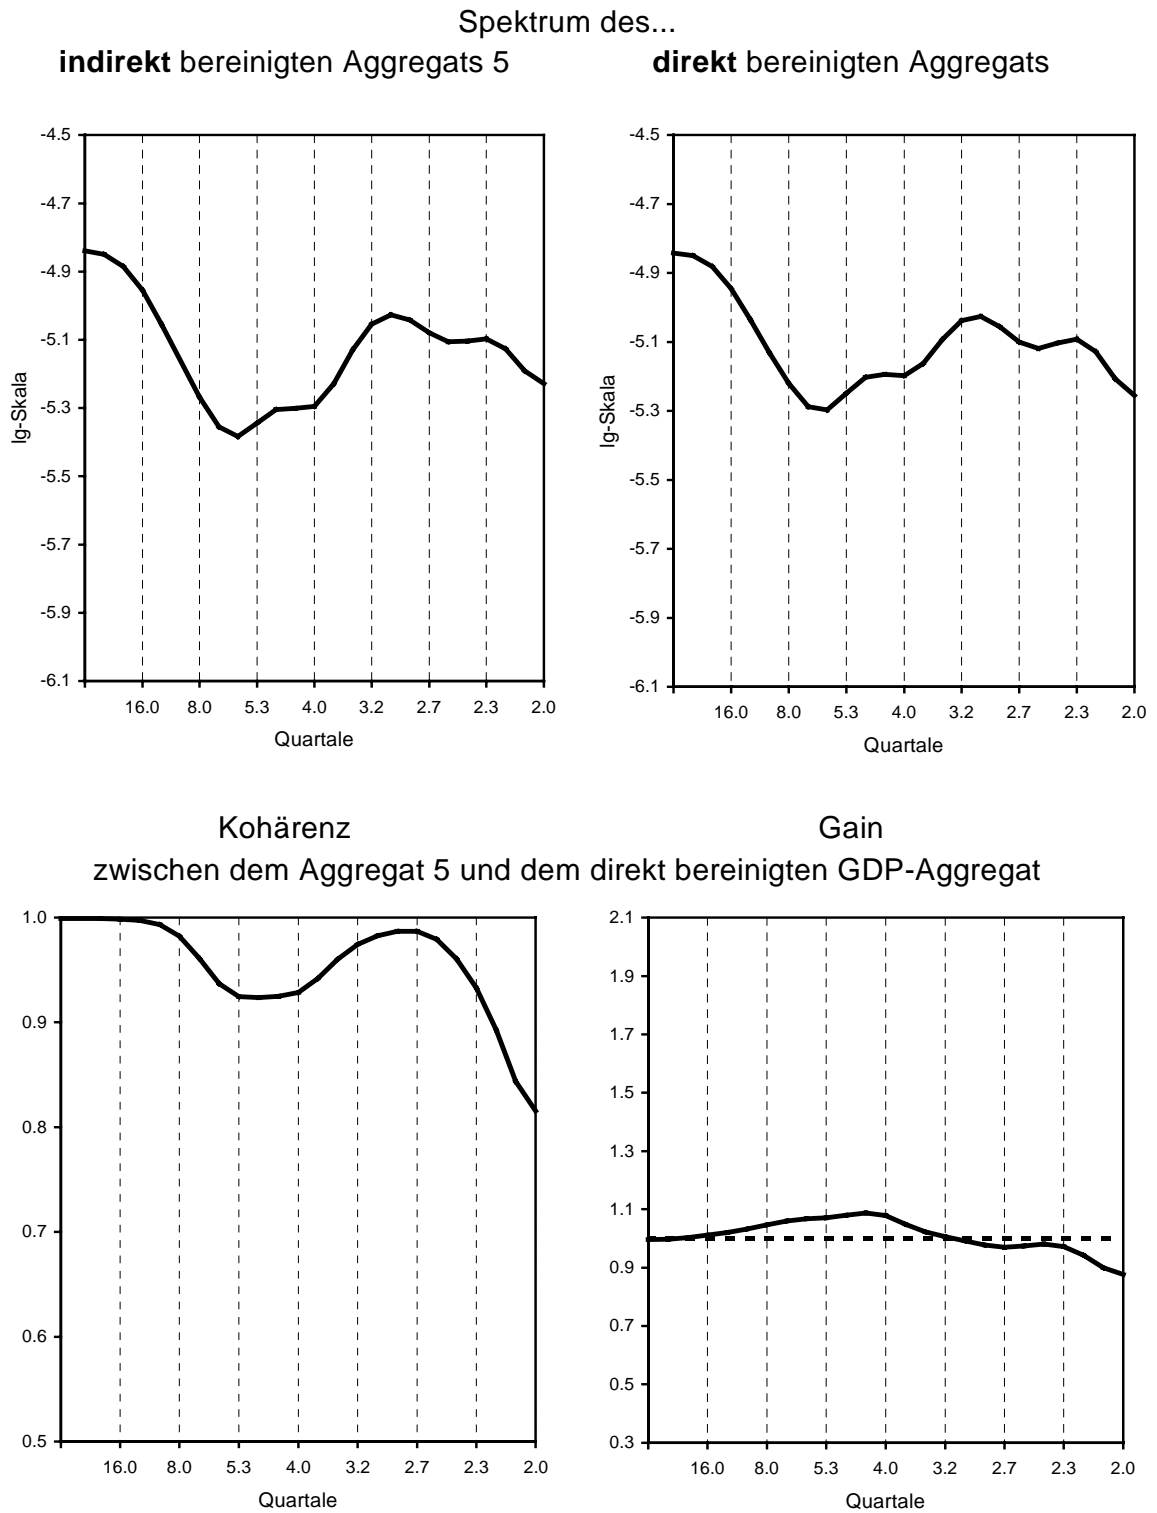 Spektrum des...
indirekt bereinigten Aggregats 5
direkt bereinigten Aggregats
-4.5
-4.7
-4.9
-5.1
-5.3
-5.5
-5.7
-5.9
-6.1
lg-Skala
16.0 8.0 5.3 4.0 3.2 2.7 2.3 2.0
Quartale
-4.5
-4.7
-4.9
-5.1
-5.3
-5.5
-5.7
-5.9
-6.1
lg-Skala
16.0 8.0 5.3 4.0 3.2 2.7 2.3 2.0
Quartale
Kohärenz
Gain
zwischen dem Aggregat 5 und dem direkt bereinigten GDP-Aggregat
1.0
0.9
0.8
0.7
0.6
0.5
16.0 8.0 5.3 4.0 3.2 2.7 2.3 2.0
Quartale
2.1
1.9
1.7
1.5
1.3
1.1
0.9
0.7
0.5
0.3
16.0 8.0 5.3 4.0 3.2 2.7 2.3 2.0
Quartale